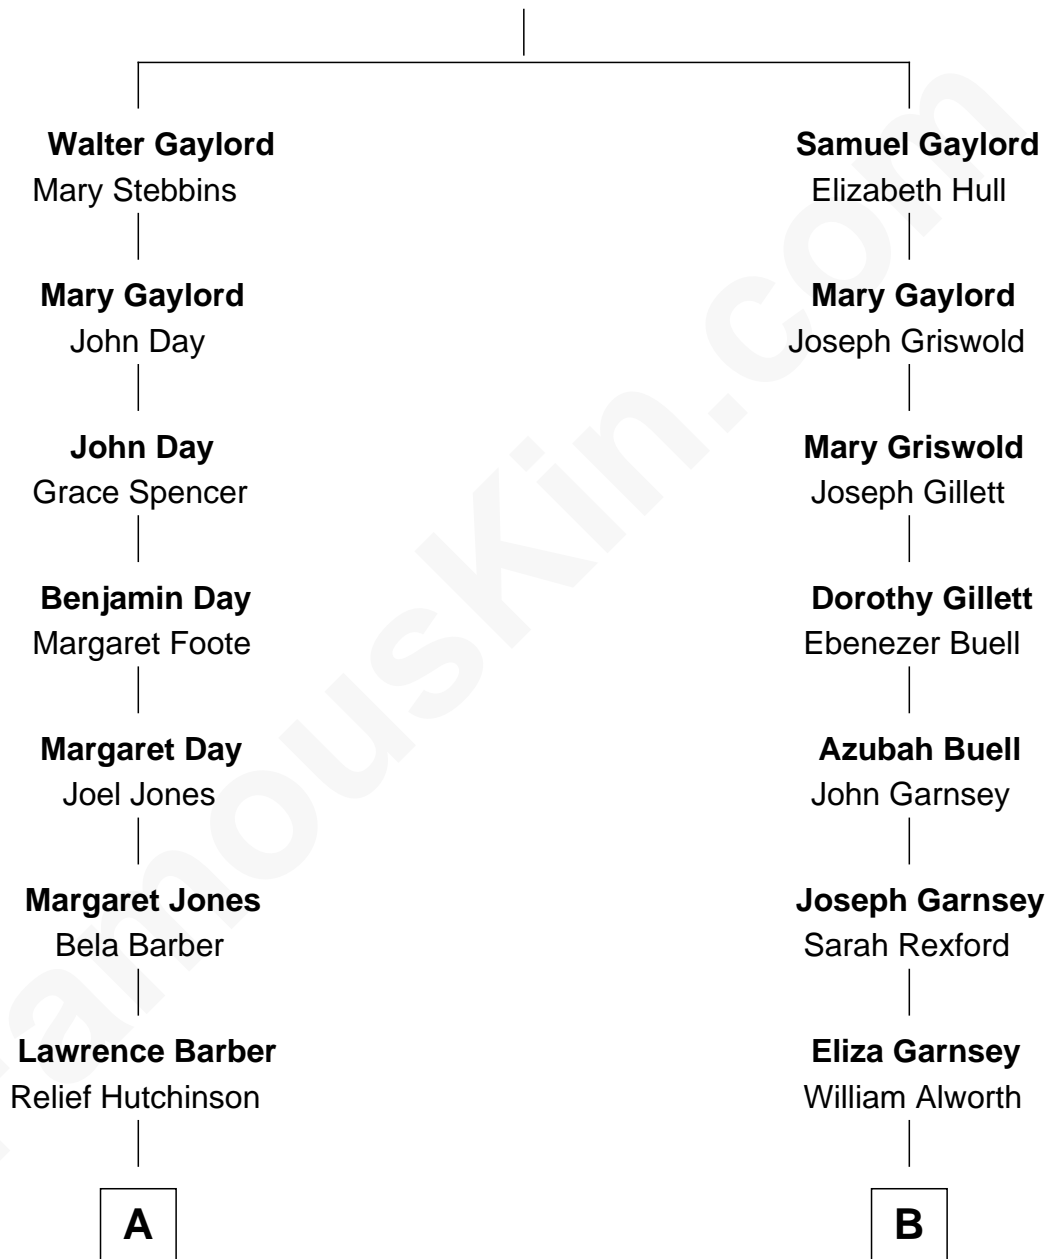 Walter Gaylord
Mary Stebbins
Mary Gaylord
John Day
John Day
Grace Spencer
Benjamin Day
Margaret Foote
Margaret Day
Joel Jones
Margaret Jones
Bela Barber
Lawrence Barber
Relief Hutchinson
A
Samuel Gaylord
Elizabeth Hull
Mary Gaylord
Joseph Griswold
Mary Griswold
Joseph Gillett
Dorothy Gillett
Ebenezer Buell
Azubah Buell
John Garnsey
Joseph Garnsey
Sarah Rexford
Eliza Garnsey
William Alworth
B
FamousKin.com